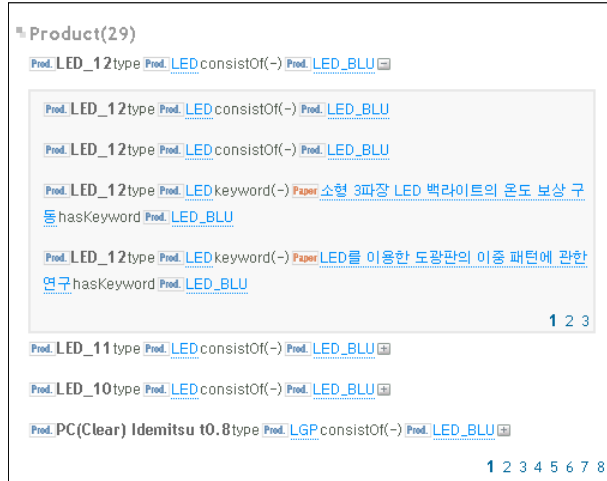 Product(29)
Prod. LED_12 type Prod. LED consistOf(-) Prod. LED_BLU
Prod. LED_12 type Prod. LED consistOf(-) Prod. LED_BLU
Prod. LED_12 type Prod. LED consistOf(-) Prod. LED_BLU
Prod. LED_12 type Prod. LED keyword(-) Paper 소형 3파장 LED 백라이트의 온도 보상 구
동 hasKeyword Prod. LED_BLU
Prod. LED_12 type Prod. LED keyword(-) Paper LED를 이용한 도광판의 이중 패턴에 관한
연구 hasKeyword Prod. LED_BLU
1 2 3
Prod. LED_11 type Prod. LED consistOf(-) Prod. LED_BLU
Prod. LED_10 type Prod. LED consistOf(-) Prod. LED_BLU
Prod. PC(Clear) Idemitsu t0.8 type Prod. LGP consistOf(-) Prod. LED_BLU
1 2 3 4 5 6 7 8